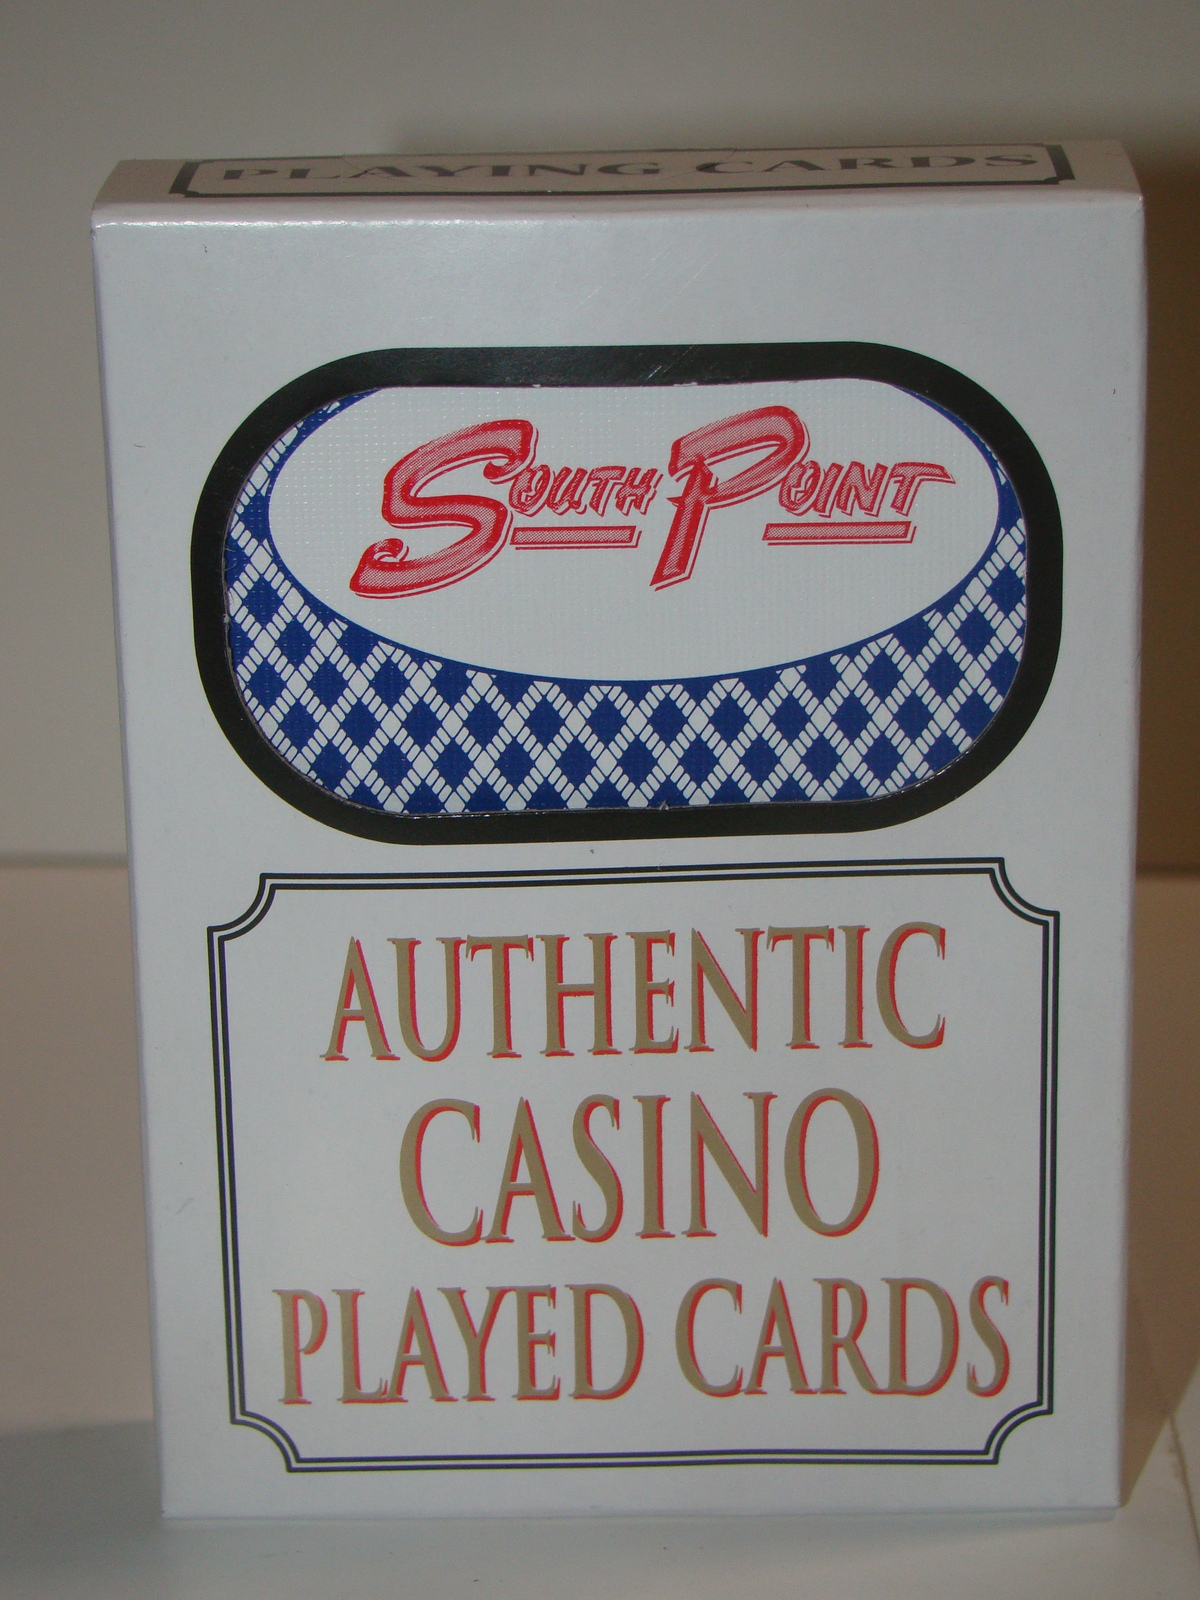 PLAYING CARDS
SOUTH POINT
AUTHENTIC
CASINO
PLAYED CARDS